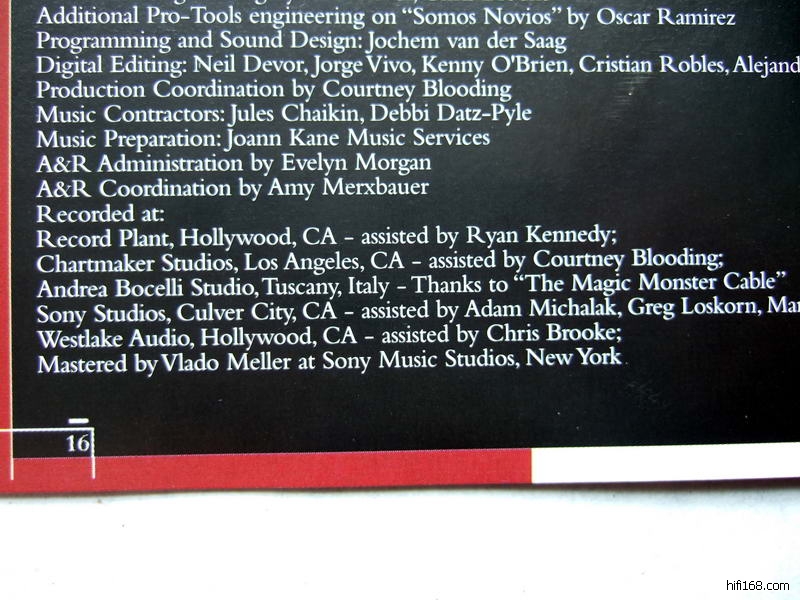 Additional Pro-Tools engineering on “Somos Novios” by Oscar Ramirez
Programming and Sound Design: Jochem van der Saag
Digital Editing: Neil Devor, Jorge Vivo, Kenny O'Brien, Cristian Robles, Alejand
Production Coordination by Courtney Blooding
Music Contractors: Jules Chaikin, Debbi Datz-Pyle
Music Preparation: Joann Kane Music Services
A&R Administration by Evelyn Morgan
A&R Coordination by Amy Merxbauer
Recorded at:
Record Plant, Hollywood, CA – assisted by Ryan Kennedy;
Chartmaker Studios, Los Angeles, CA – assisted by Courtney Blooding;
Andrea Bocelli Studio, Tuscany, Italy – Thanks to “The Magic Monster Cable”
Sony Studios, Culver City, CA – assisted by Adam Michalak, Greg Loskorn, Mar
Westlake Audio, Hollywood, CA – assisted by Chris Brooke;
Mastered by Vlado Meller at Sony Music Studios, New York
16
hifi168.com